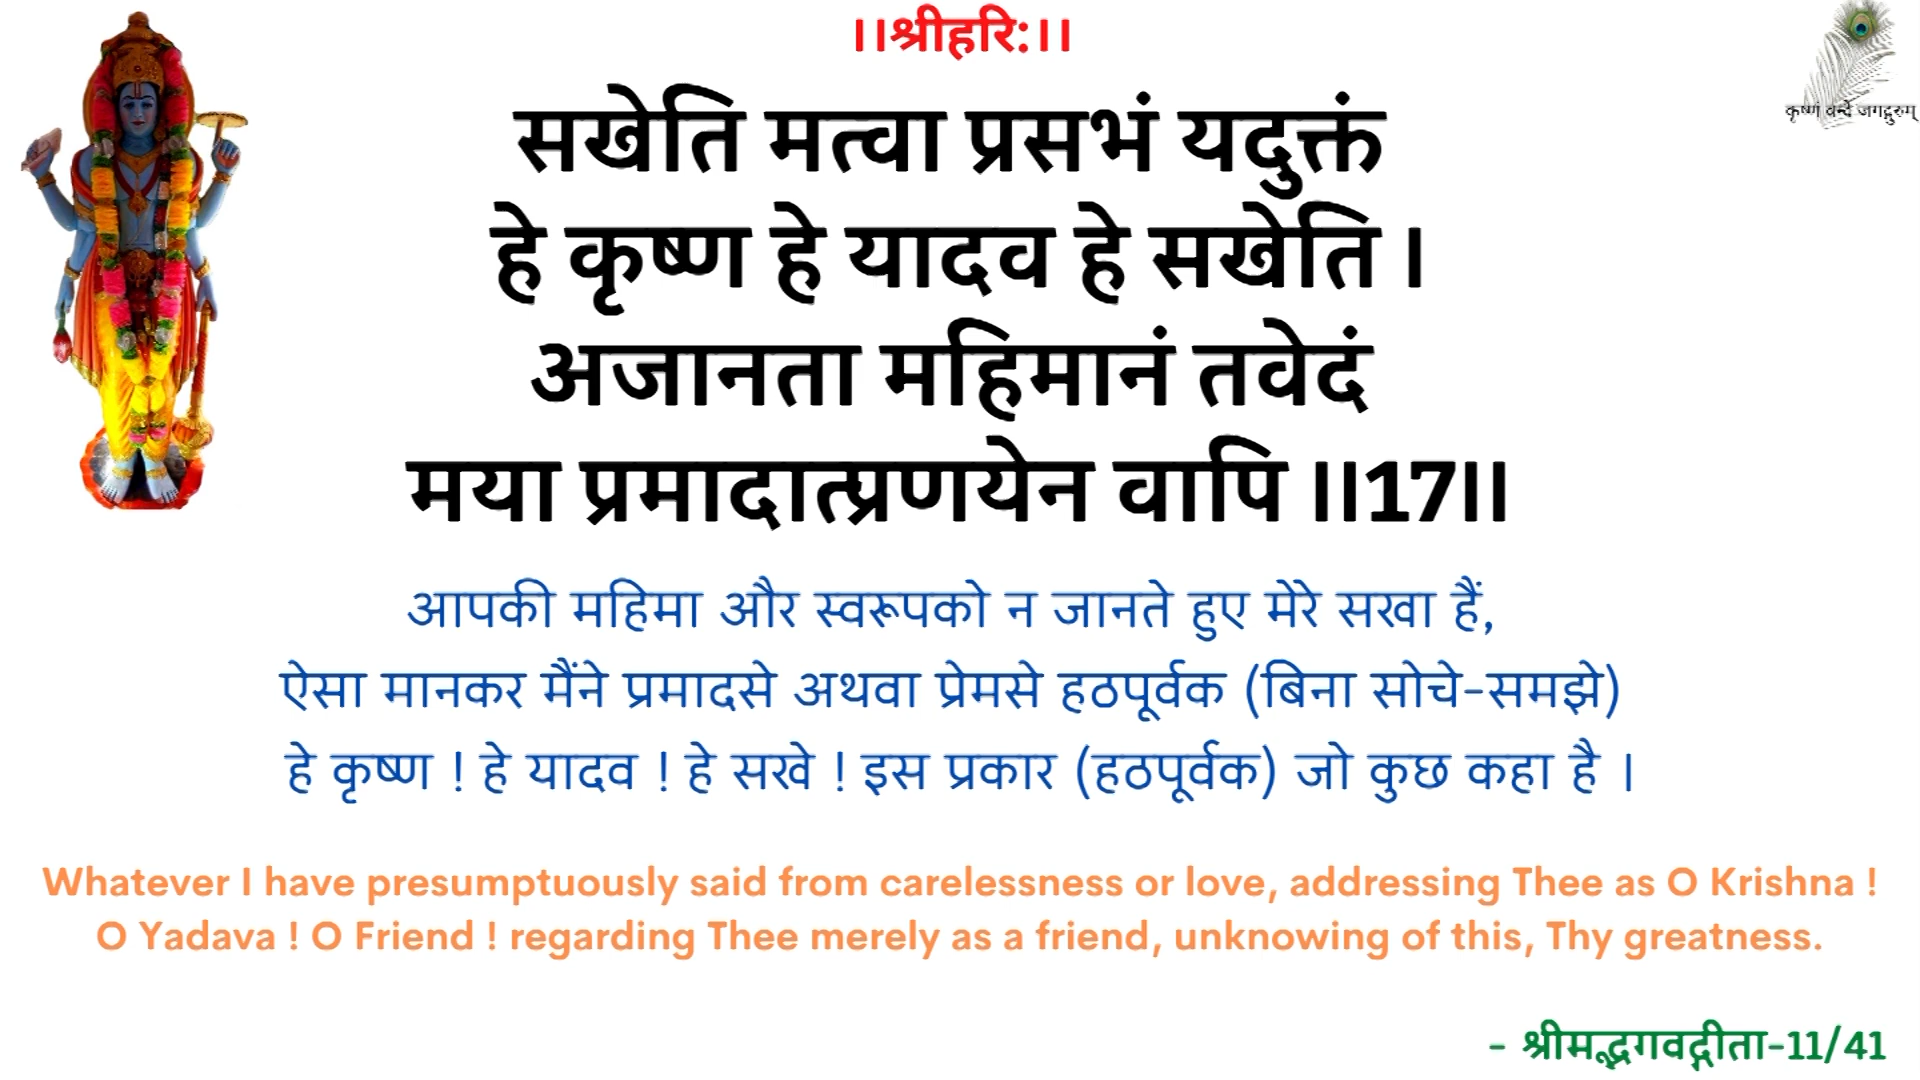 ।।श्रीहरि:।।
कृष्णं वन्दे जगद्गुरुम्
सखेति मत्वा प्रसभं यदुक्तं
हे कृष्ण हे यादव हे सखेति ।
अजानता महिमानं तवेदं
मया प्रमादात्प्रणयेन वापि ।।17।।
आपकी महिमा और स्वरूपको न जानते हुए मेरे सखा हैं,
ऐसा मानकर मैंने प्रमादसे अथवा प्रेमसे हठपूर्वक (बिना सोचे-समझे)
हे कृष्ण ! हे यादव ! हे सखे ! इस प्रकार (हठपूर्वक) जो कुछ कहा है ।
Whatever I have presumptuously said from carelessness or love, addressing Thee as O Krishna !
O Yadava ! O Friend ! regarding Thee merely as a friend, unknowing of this, Thy greatness.
- श्रीमद्भगवद्गीता-11/41